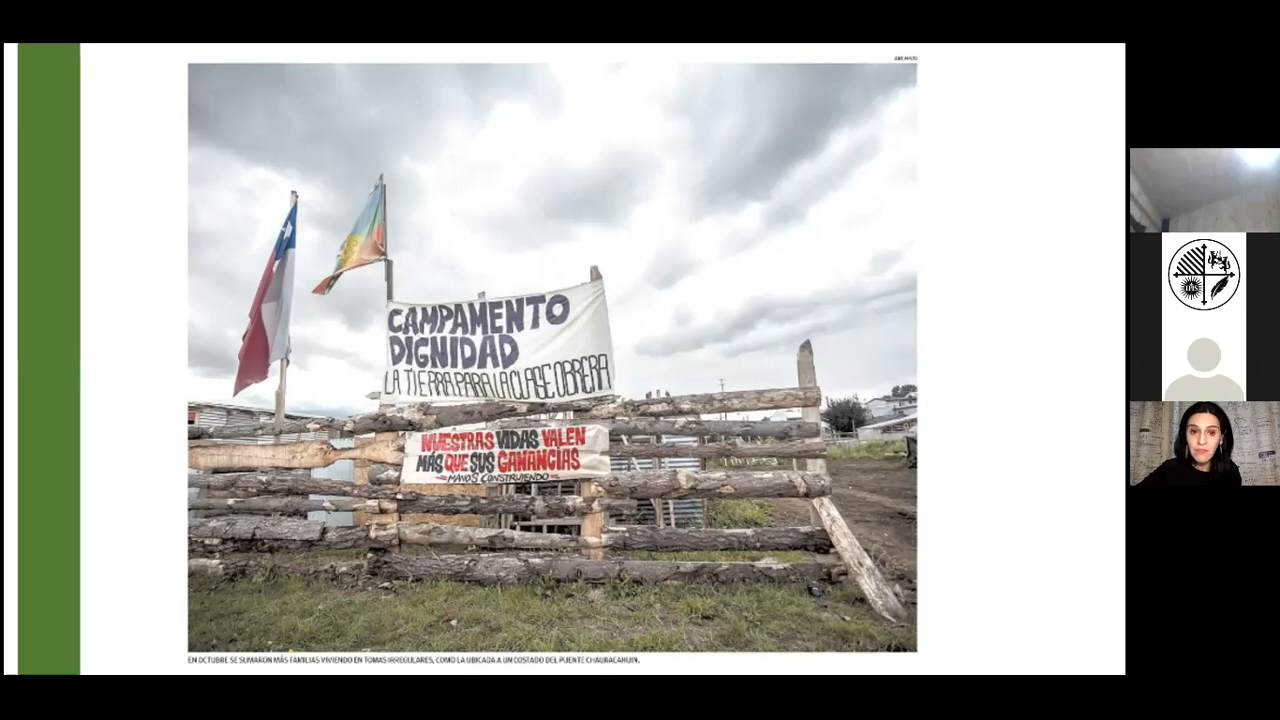 ARCHIVO
CAMPAMENTO
DIGNIDAD
LA TIERRA PARA LA CLASE OBRERA
NUESTRAS VIDAS VALEN
MÁS QUE SUS GANANCIAS
-MANOS CONSTRUYENDO-
EN OCTUBRE SE SUMARON MÁS FAMILIAS VIVIENDO EN TOMAS IRREGULARES, COMO LA UBICADA A UN COSTADO DEL PUENTE CHAURACAHUIN.